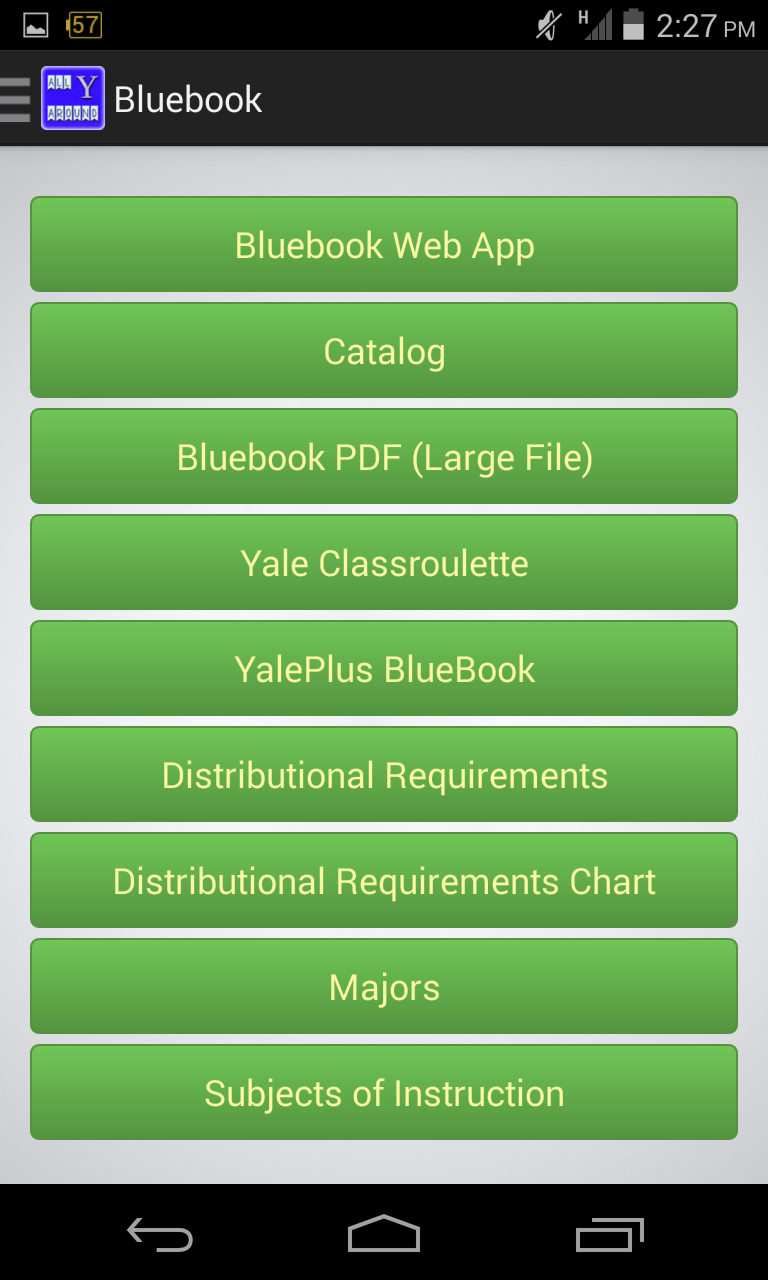 57
H
2:27 PM
ALL Y
AROUND
Bluebook
Bluebook Web App
Catalog
Bluebook PDF (Large File)
Yale Classroulette
YalePlus BlueBook
Distributional Requirements
Distributional Requirements Chart
Majors
Subjects of Instruction